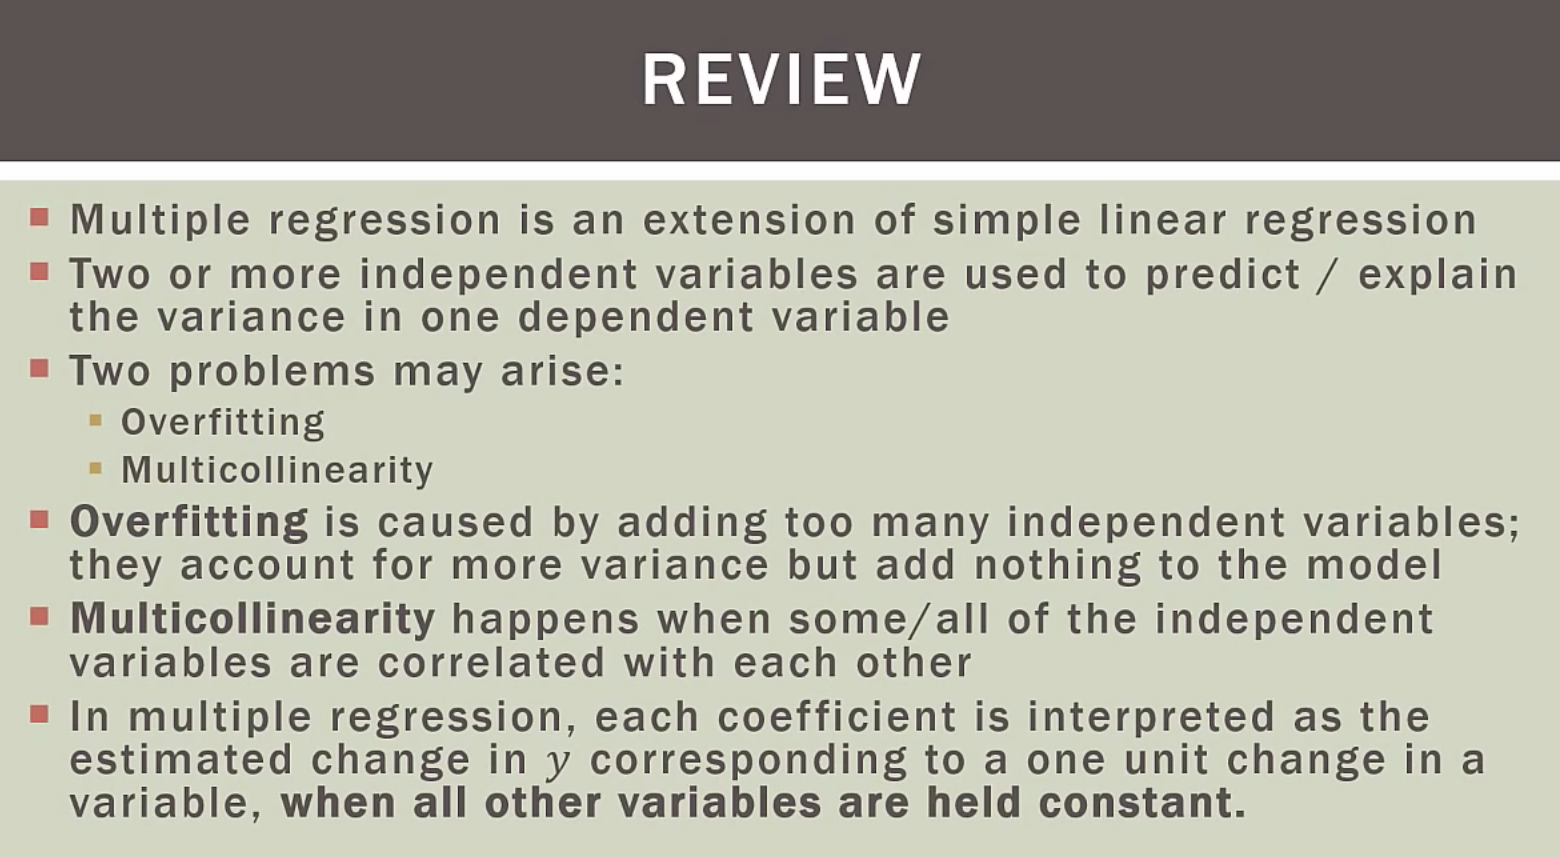 REVIEW
Multiple regression is an extension of simple linear regression
Two or more independent variables are used to predict / explain
the variance in one dependent variable
Two problems may arise:
Overfitting
Multicollinearity
Overfitting is caused by adding too many independent variables;
they account for more variance but add nothing to the model
Multicollinearity happens when some/all of the independent
variables are correlated with each other
In multiple regression, each coefficient is interpreted as the
estimated change in y corresponding to a one unit change in a
variable, when all other variables are held constant.